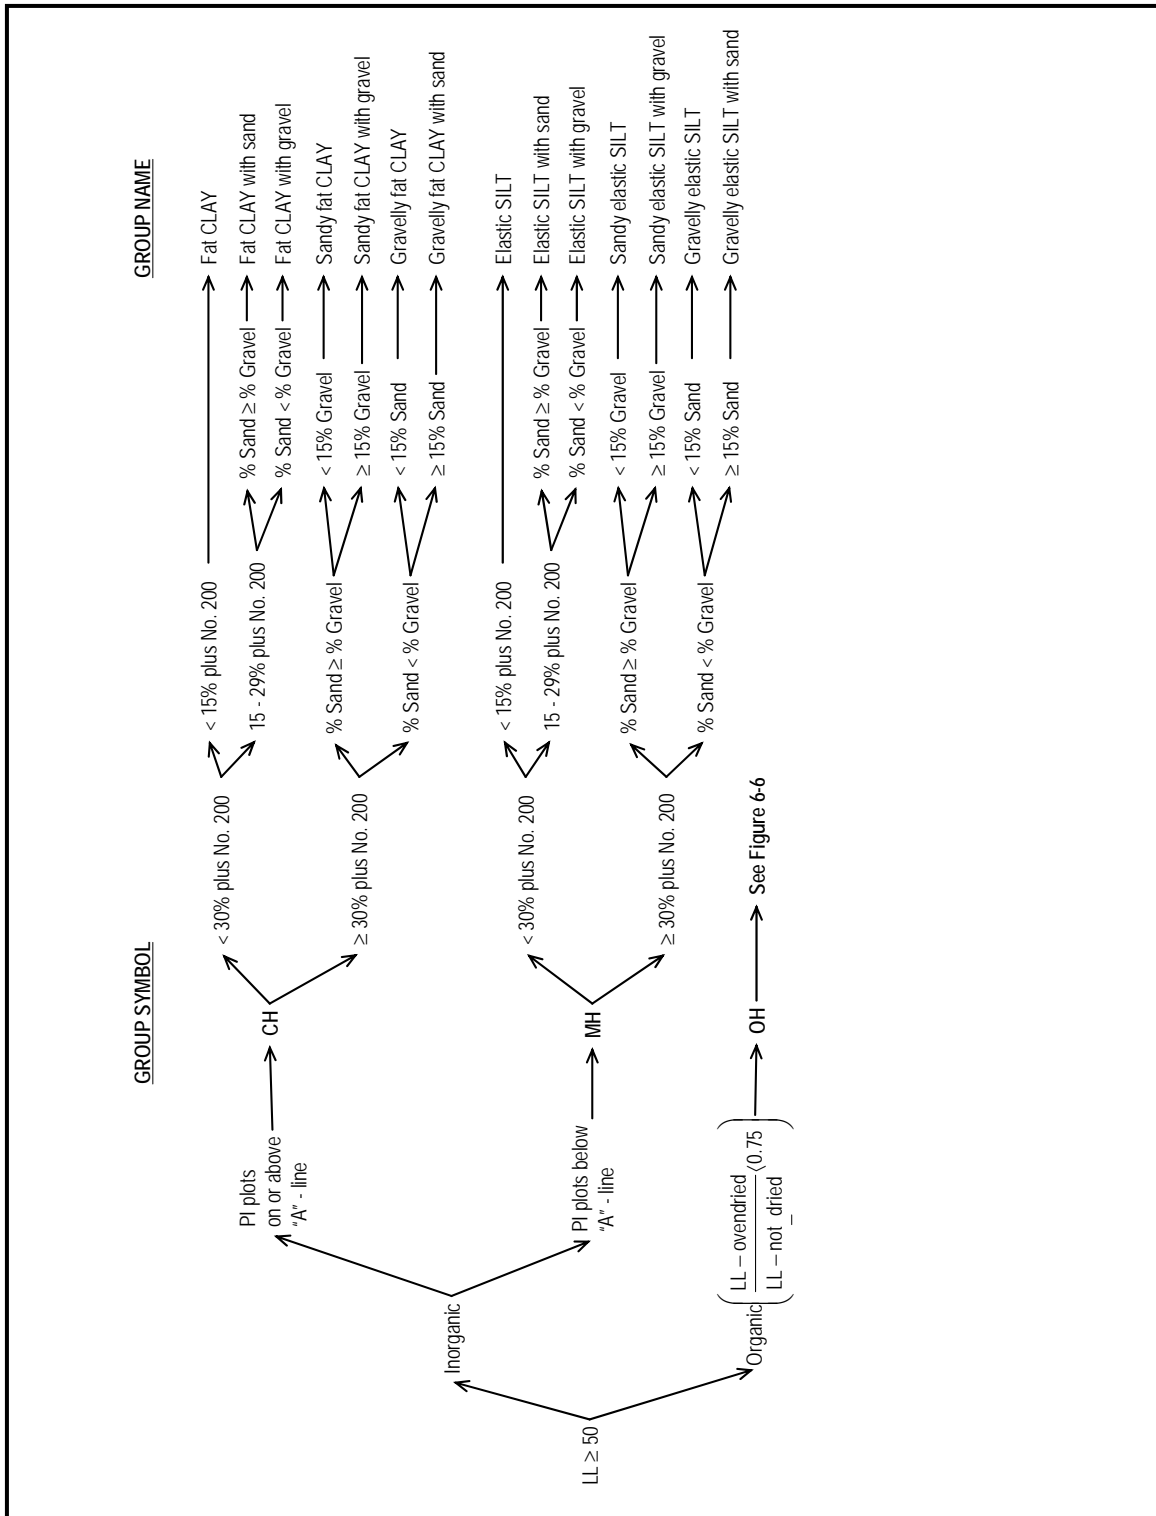 GROUP SYMBOL
GROUP NAME
LL ≥ 50
Inorganic
PI plots
on or above
"A" - line
CH
< 30% plus No. 200
< 15% plus No. 200
Fat CLAY
15 - 29% plus No. 200
% Sand ≥ % Gravel
Fat CLAY with sand
% Sand < % Gravel
Fat CLAY with gravel
≥ 30% plus No. 200
% Sand ≥ % Gravel
< 15% Gravel
Sandy fat CLAY
≥ 15% Gravel
Sandy fat CLAY with gravel
% Sand < % Gravel
< 15% Sand
Gravelly fat CLAY
≥ 15% Sand
Gravelly fat CLAY with sand
PI plots below
"A" - line
MH
< 30% plus No. 200
< 15% plus No. 200
Elastic SILT
15 - 29% plus No. 200
% Sand ≥ % Gravel
Elastic SILT with sand
% Sand < % Gravel
Elastic SILT with gravel
≥ 30% plus No. 200
% Sand ≥ % Gravel
< 15% Gravel
Sandy elastic SILT
≥ 15% Gravel
Sandy elastic SILT with gravel
% Sand < % Gravel
< 15% Sand
Gravelly elastic SILT
≥ 15% Sand
Gravelly elastic SILT with sand
Organic
LL – ovendried
LL – not_dried
⟨0.75
OH
See Figure 6-6